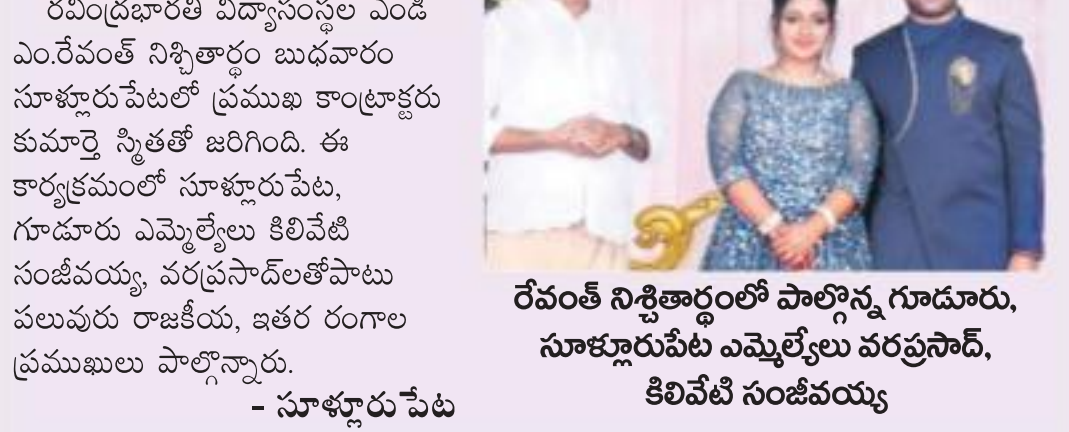 రవీంద్రభారతి విద్యాసంస్థల ఎండీ
ఎం.రేవంత్ నిశ్చితార్థం బుధవారం
సూళ్లూరుపేటలో ప్రముఖ కాంట్రాక్టరు
కుమార్తె స్మితతో జరిగింది. ఈ
కార్యక్రమంలో సూళ్లూరుపేట,
గూడూరు ఎమ్మెల్యేలు కిలివేటి
సంజీవయ్య, వరప్రసాద్‌లతోపాటు
పలువురు రాజకీయ, ఇతర రంగాల
ప్రముఖులు పాల్గొన్నారు.
- సూళ్లూరుపేట
రేవంత్ నిశ్చితార్థంలో పాల్గొన్న గూడూరు,
సూళ్లూరుపేట ఎమ్మెల్యేలు వరప్రసాద్,
కిలివేటి సంజీవయ్య